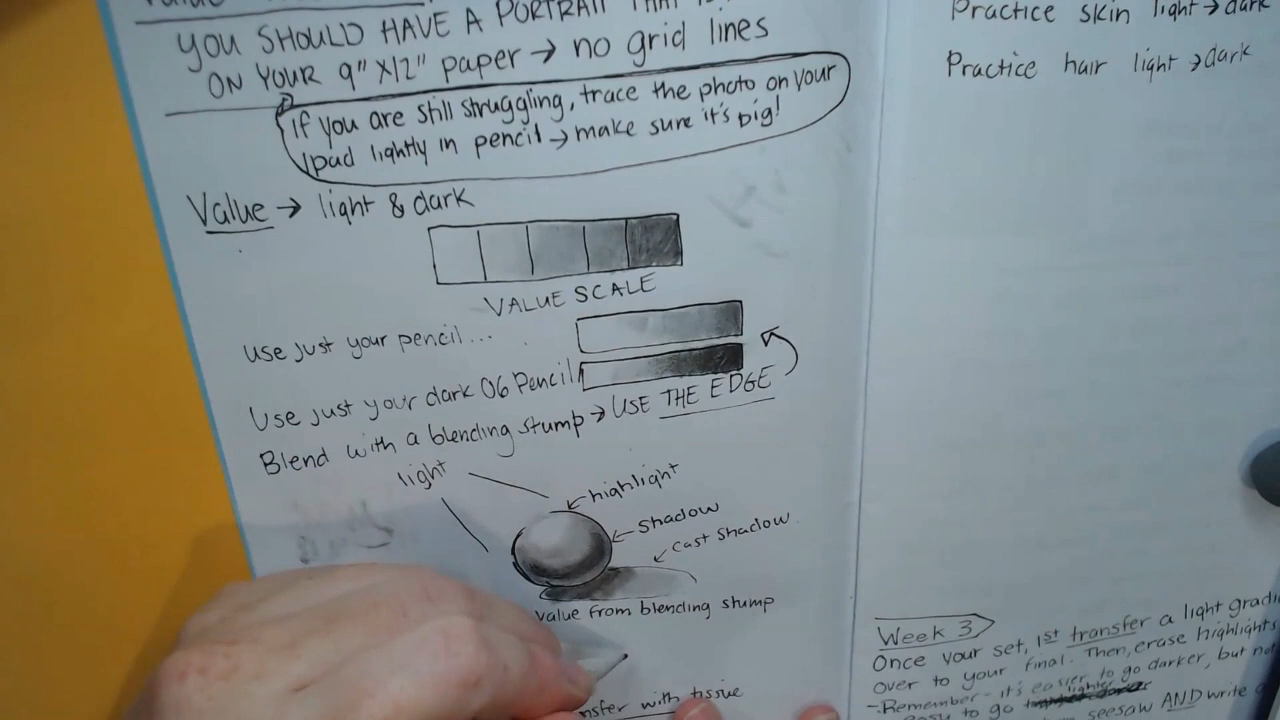 YOU SHOULD HAVE A PORTRAIT
ON YOUR 9" X12" paper → no grid lines
If you are still struggling, trace the photo on your
ipad lightly in pencil → make sure it's big!
Value → light & dark
VALUE SCALE
Use just your pencil...
Use just your dark 06 Pencil
Blend with a blending stump → USE THE EDGE
light
highlight
Shadow
Cast Shadow
value from blending stump
with tissue
Practice skin light → dark
Practice hair light → dark
Week 3
Once your set, 1st transfer a light
over to your final. Then, erase highlights
-Remember- it's easier to go darker, but not
easy to go lighter
seesaw AND write